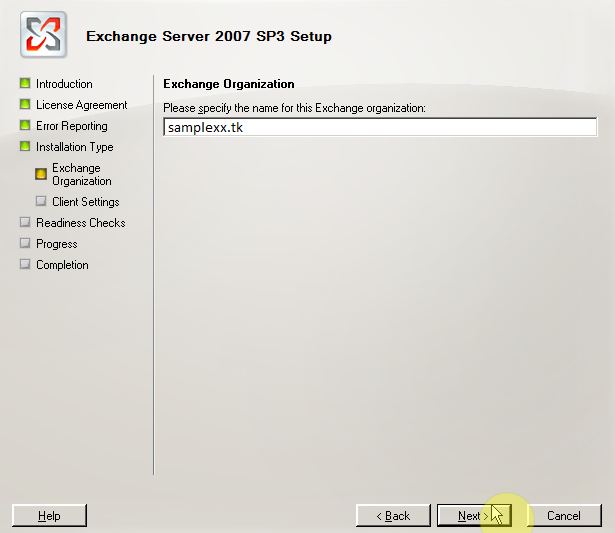 Exchange Server 2007 SP3 Setup
Introduction
License Agreement
Error Reporting
Installation Type
Exchange
Organization
Client Settings
Readiness Checks
Progress
Completion
Exchange Organization
Please specify the name for this Exchange organization:
samplexx.tk
Help
< Back
Next >
Cancel